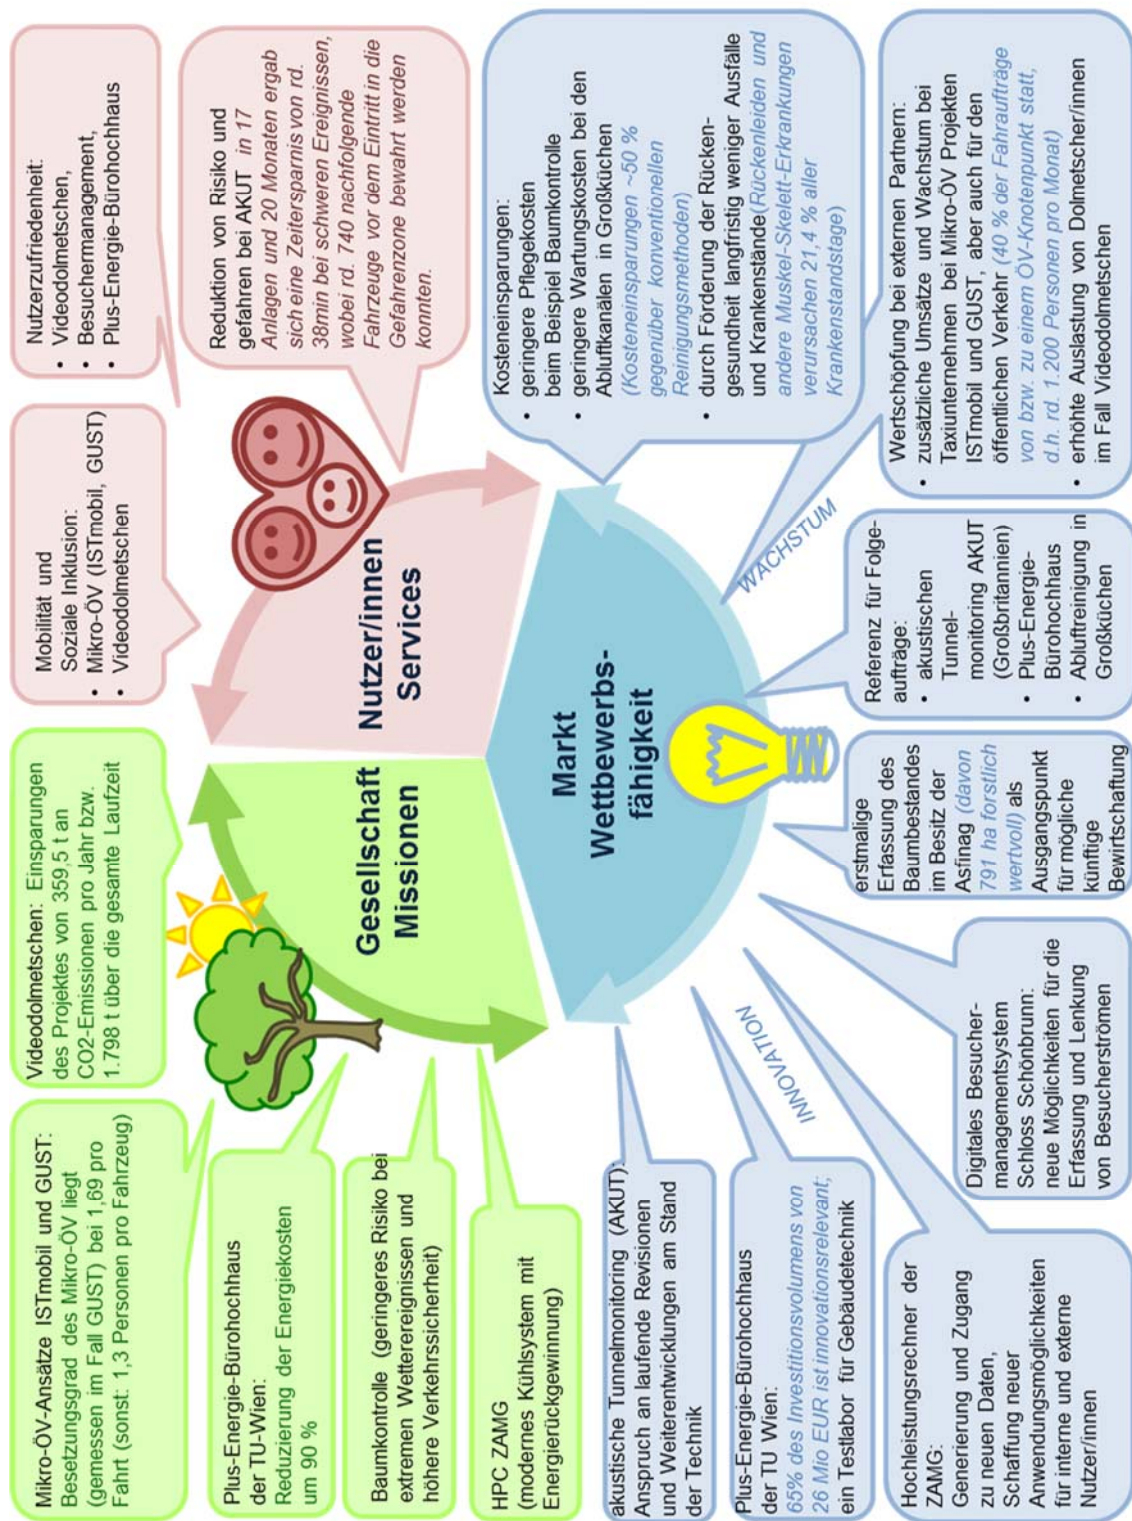 Mikro-ÖV-Ansätze ISTmobil und GUST:
Besetzungsgrad des Mikro-ÖV liegt
(gemessen im Fall GUST) bei 1,69 pro
Fahrt (sonst: 1,3 Personen pro Fahrzeug)
Videodolmetschen: Einsparungen
des Projektes von 359,5 t an
CO2-Emissionen pro Jahr bzw.
1.798 t über die gesamte Laufzeit
Mobilität und
Soziale Inklusion:
• Mikro-ÖV (ISTmobil, GUST)
• Videodolmetschen
Nutzerzufriedenheit:
• Videodolmetschen,
• Besuchermanagement,
• Plus-Energie-Bürohochhaus
Plus-Energie-Bürohochhaus
der TU-Wien:
Reduzierung der Energiekosten
um 90 %
Baumkontrolle (geringeres Risiko bei
extremen Wetterereignissen und
höhere Verkehrssicherheit)
HPC ZAMG
(modernes Kühlsystem mit
Energierückgewinnung)
Gesellschaft
Missionen
Nutzer/innen
Services
Markt
Wettbewerbs-
fähigkeit
Reduktion von Risiko und
gefahren bei AKUT in 17
Anlagen und 20 Monaten ergab
sich eine Zeitersparnis von rd.
38min bei schweren Ereignissen,
wobei rd. 740 nachfolgende
Fahrzeuge vor dem Eintritt in die
Gefahrenzone bewahrt werden
konnten.
Kosteneinsparungen:
• geringere Pflegekosten
beim Beispiel Baumkontrolle
• geringere Wartungskosten bei den
Abluftkanälen in Großküchen
(Kosteneinsparungen ~50 %
gegenüber konventionellen
Reinigungsmethoden)
• durch Förderung der Rücken-
gesundheit langfristig weniger Ausfälle
und Krankenstände(Rückenleiden und
andere Muskel-Skelett-Erkrankungen
verursachen 21,4 % aller
Krankenstandstage)
akustische Tunnelmonitoring (AKUT):
Anspruch an laufende Revisionen
und Weiterentwicklungen am Stand
der Technik
Plus-Energie-Bürohochhaus
der TU Wien:
65% des Investitionsvolumens von
26 Mio EUR ist innovationsrelevant;
ein Testlabor für Gebäudetechnik
INNOVATION
WACHSTUM
Hochleistungsrechner der
ZAMG:
Generierung und Zugang
zu neuen Daten,
Schaffung neuer
Anwendungsmöglichkeiten
für interne und externe
Nutzer/innen
Digitales Besucher-
managementsystem
Schloss Schönbrunn:
neue Möglichkeiten für die
Erfassung und Lenkung
von Besucherströmen
erstmalige
Erfassung des
Baumbestandes
im Besitz der
Asfinag (davon
791 ha forstlich
wertvoll) als
Ausgangspunkt
für mögliche
künftige
Bewirtschaftung
Referenz für Folge-
aufträge:
• akustischen
Tunnel-
monitoring AKUT
(Großbritannien)
• Plus-Energie-
Bürohochhaus
• Abluftreinigung in
Großküchen
Wertschöpfung bei externen Partnern:
• zusätzliche Umsätze und Wachstum bei
Taxiunternehmen bei Mikro-ÖV Projekten
ISTmobil und GUST, aber auch für den
öffentlichen Verkehr (40 % der Fahraufträge
von bzw. zu einem ÖV-Knotenpunkt statt,
d.h. rd. 1.200 Personen pro Monat)
• erhöhte Auslastung von Dolmetscher/innen
im Fall Videodolmetschen